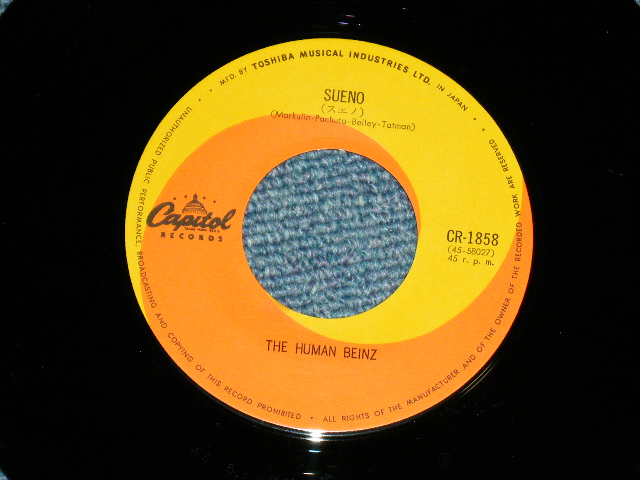 MFD. BY TOSHIBA MUSICAL INDUSTRIES LTD. IN JAPAN
SUENO
(スエノ)
(Markulin-Pachura-Belley-Tatman)
Capitol
RECORDS
CR-1858
(45-58027)
45 r. p. m.
THE HUMAN BEINZ
UNAUTHORIZED PUBLIC PERFORMANCE, BROADCASTING AND COPYING OF THIS RECORD PROHIBITED • ALL RIGHTS OF THE MANUFACTURER AND OF THE OWNER OF THE RECORDED WORK ARE RESERVED